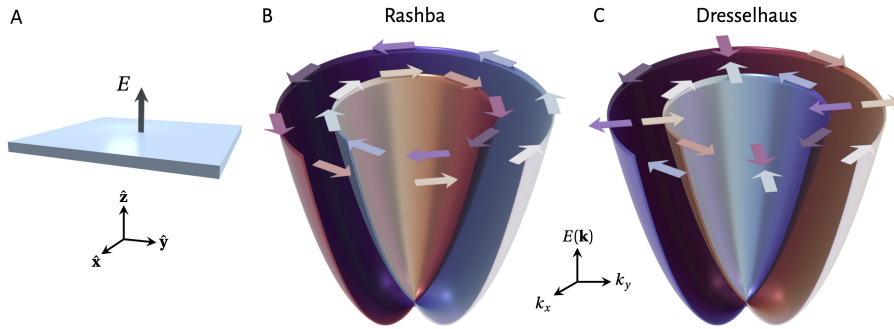 A
B
Rashba
C
Dresselhaus
E
ẑ
x̂
ŷ
E(k)
k_x
k_y